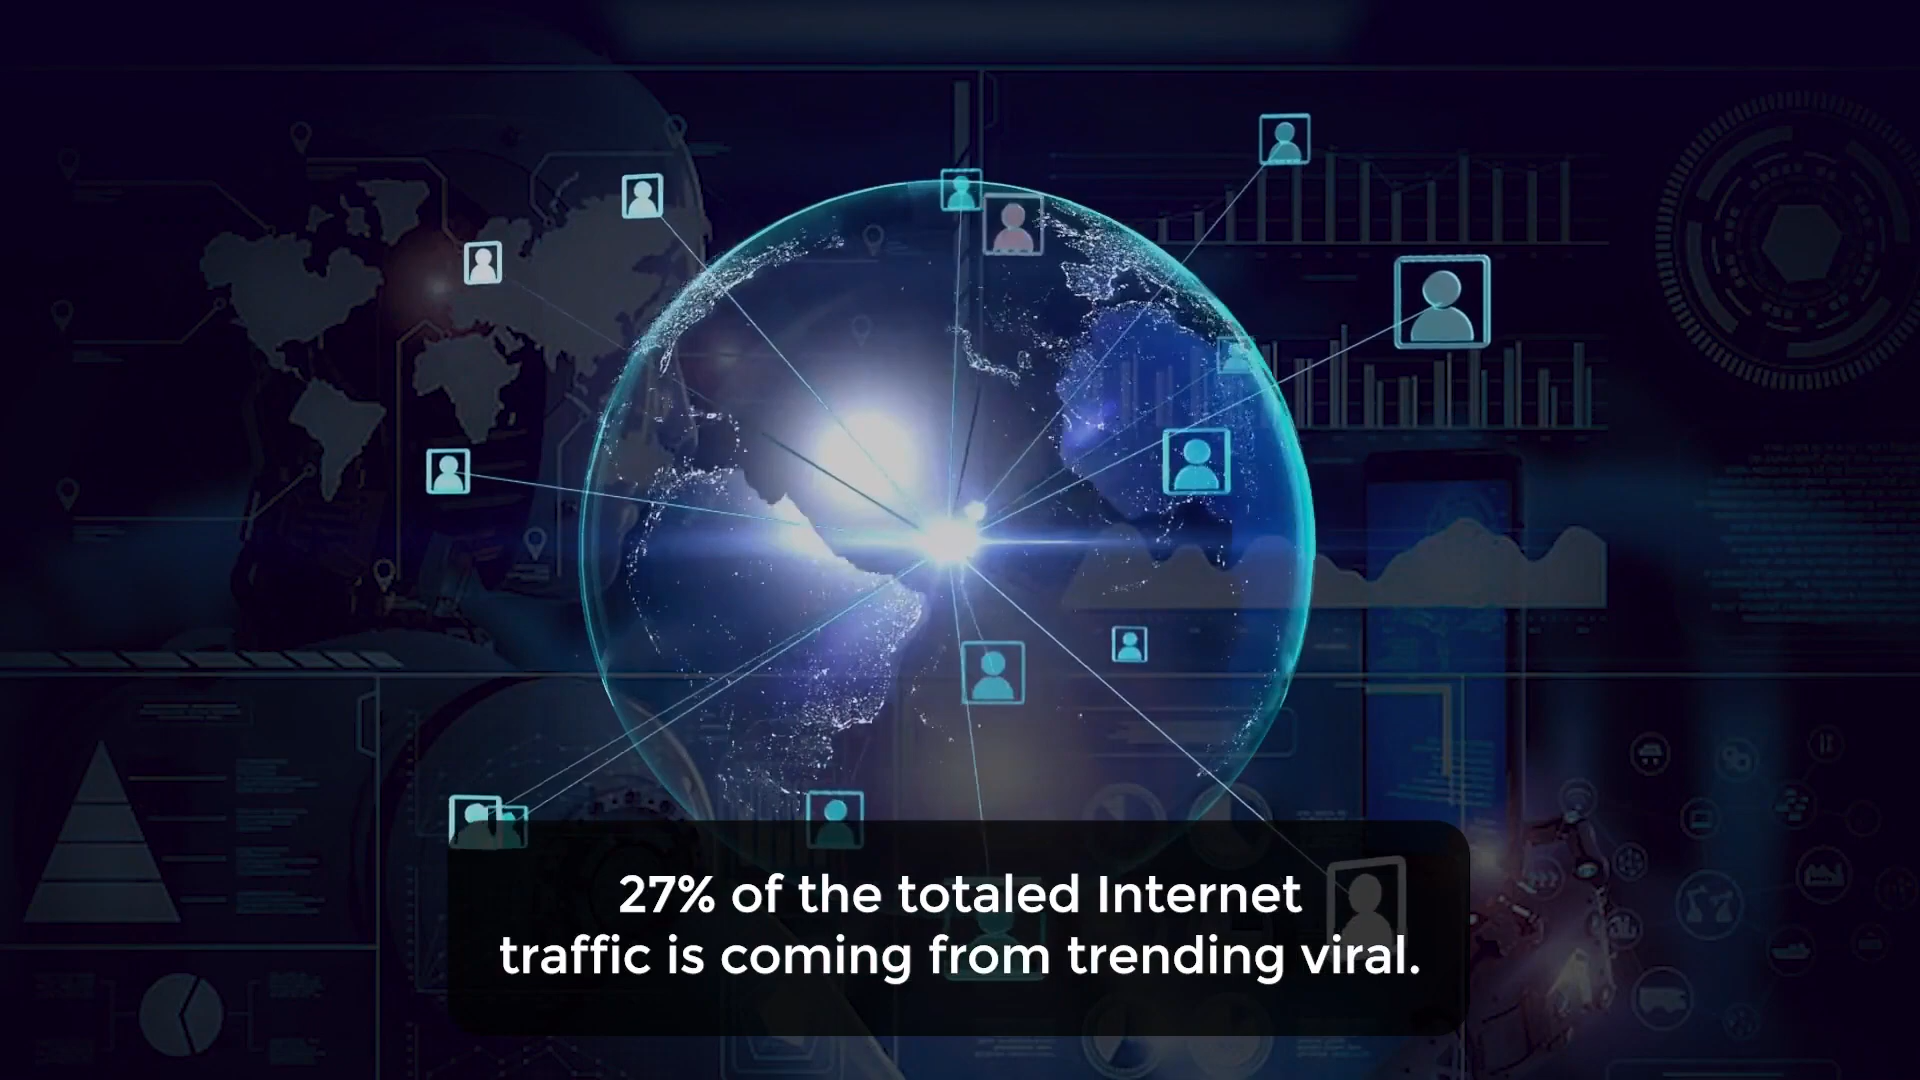 27% of the totaled Internet
traffic is coming from trending viral.